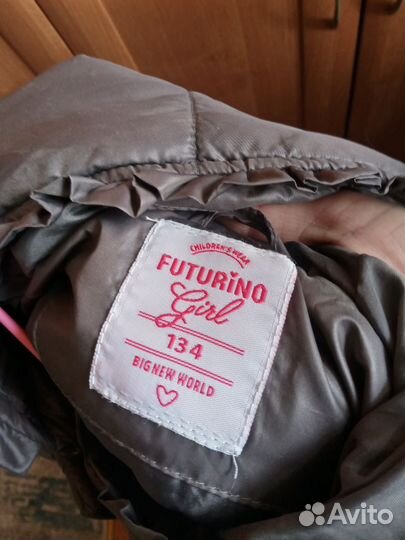 CHILDREN'S WEAR
FUTURINO
Girl
134
BIG NEW WORLD
Avito